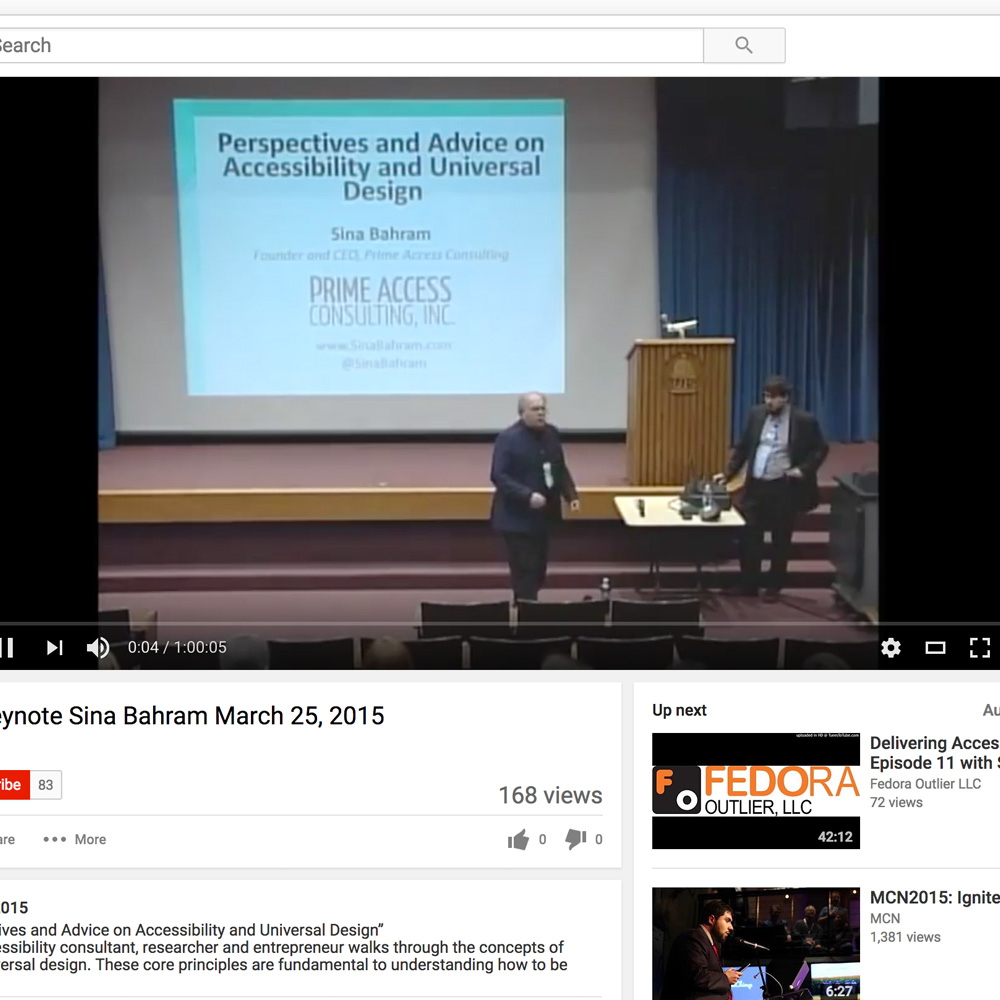 Search
Perspectives and Advice on
Accessibility and Universal
Design
Sina Bahram
Founder and CEO, Prime Access Consulting
PRIME ACCESS
CONSULTING, INC.
www.SinaBahram.com
@SinaBahram
0:04 / 1:00:05
eynote Sina Bahram March 25, 2015
ibe 83
168 views
are ••• More 0 0
015
ives and Advice on Accessibility and Universal Design”
essibility consultant, researcher and entrepreneur walks through the concepts of
ersal design. These core principles are fundamental to understanding how to be
Up next Au
uploaded in HD @ TunesToTube.com
FO FEDORA
OUTLIER, LLC
42:12
Delivering Acces
Episode 11 with S
Fedora Outlier LLC
72 views
6:27
MCN2015: Ignite
MCN
1,381 views